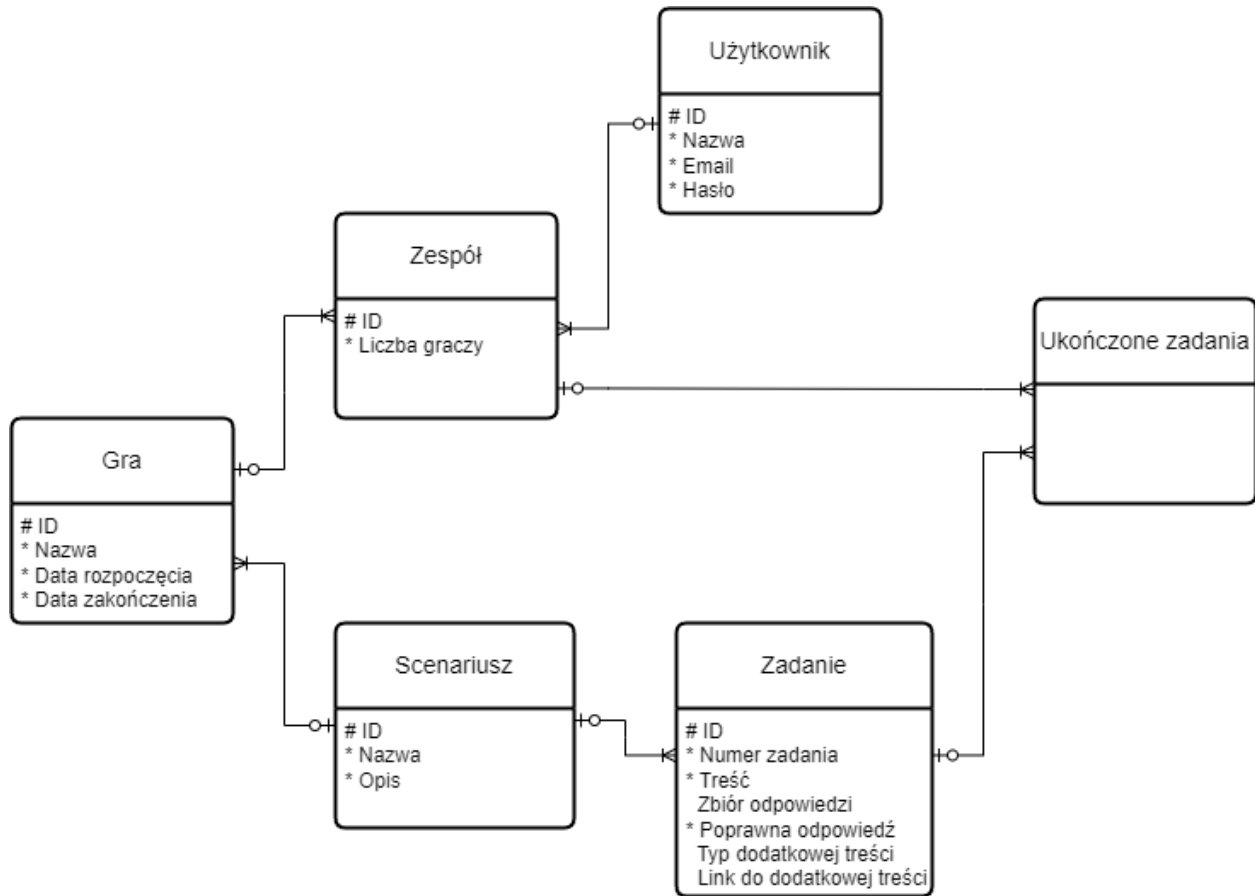 Użytkownik
# ID
* Nazwa
* Email
* Hasło
Zespół
# ID
* Liczba graczy
Ukończone zadania
Gra
# ID
* Nazwa
* Data rozpoczęcia
* Data zakończenia
Scenariusz
# ID
* Nazwa
* Opis
Zadanie
# ID
* Numer zadania
* Treść
Zbiór odpowiedzi
* Poprawna odpowiedź
Typ dodatkowej treści
Link do dodatkowej treści